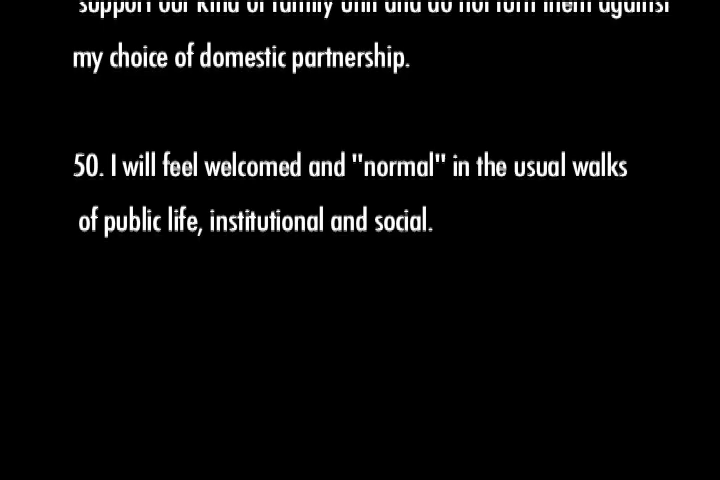 support our kind of family unit and do not turn them against
my choice of domestic partnership.
50. I will feel welcomed and "normal" in the usual walks
of public life, institutional and social.